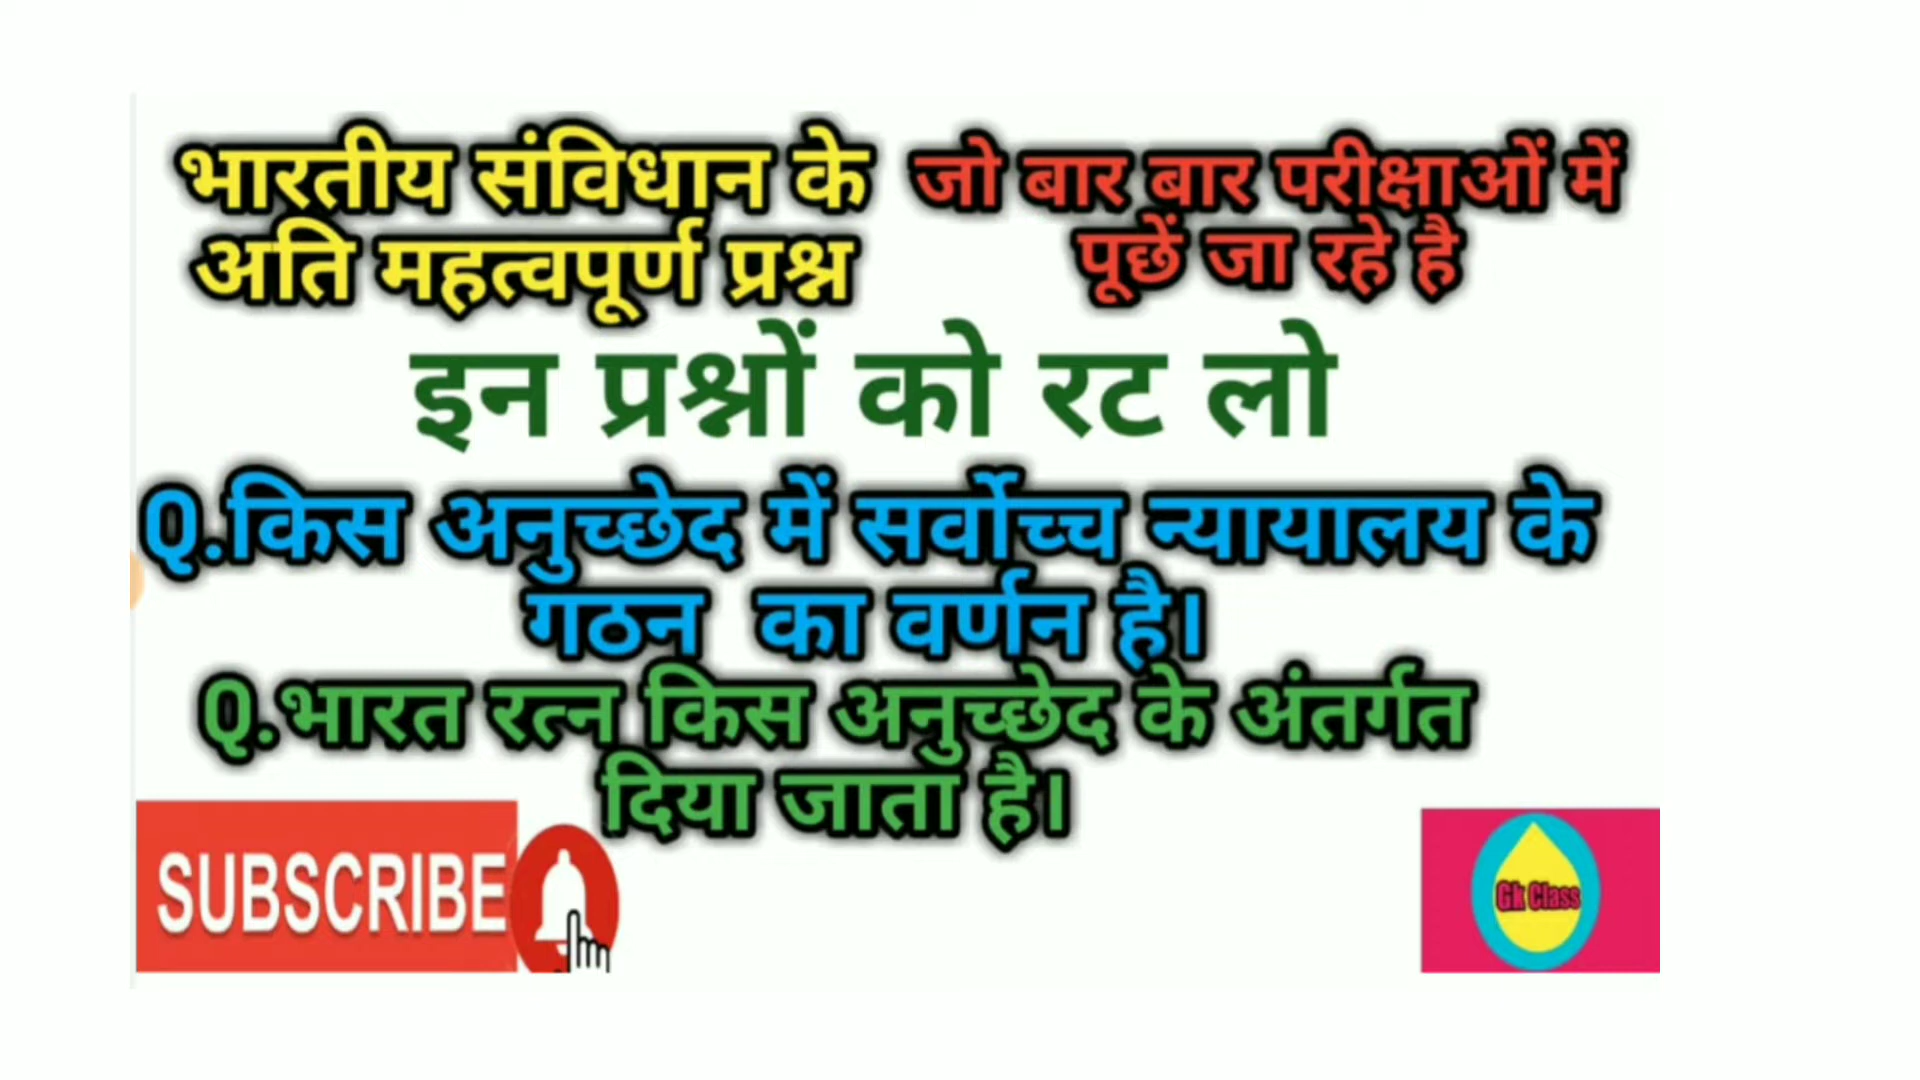 भारतीय संविधान के
अति महत्वपूर्ण प्रश्न
जो बार बार परीक्षाओं में
पूछें जा रहे है
इन प्रश्नों को रट लो
Q.किस अनुच्छेद में सर्वोच्च न्यायालय के
गठन का वर्णन है।
Q.भारत रत्न किस अनुच्छेद के अंतर्गत
दिया जाता है।
SUBSCRIBE
Gk Class